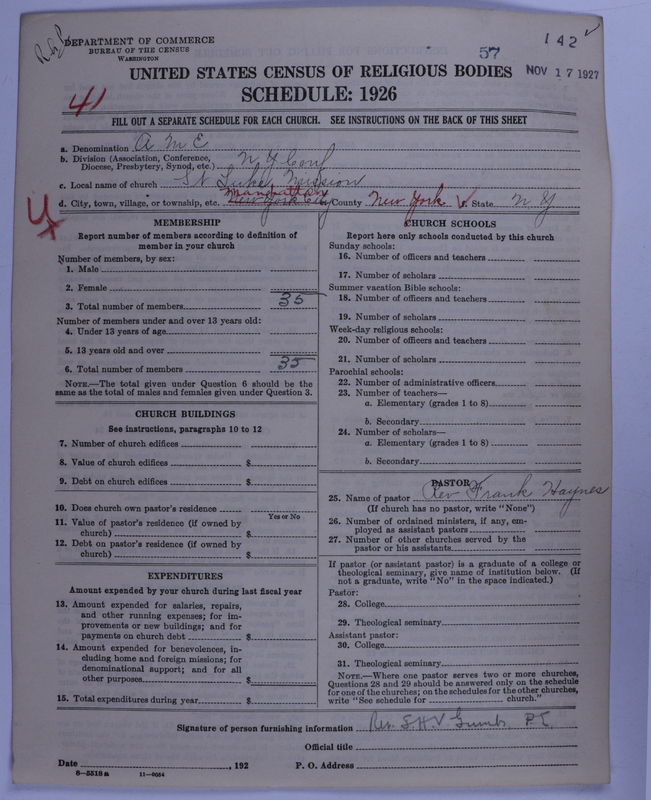 DEPARTMENT OF COMMERCE
BUREAU OF THE CENSUS
WASHINGTON
57
142
NOV 17 1927
UNITED STATES CENSUS OF RELIGIOUS BODIES
SCHEDULE: 1926
41
FILL OUT A SEPARATE SCHEDULE FOR EACH CHURCH. SEE INSTRUCTIONS ON THE BACK OF THIS SHEET
a. Denomination A M E
b. Division (Association, Conference, Diocese, Presbytery, Synod, etc.) N Y Conf
c. Local name of church St Luke Mission
d. City, town, village, or township, etc. New York City Manhattan County New York e. State N Y
MEMBERSHIP
Report number of members according to definition of
member in your church
Number of members, by sex:
1. Male
2. Female
3. Total number of members 35
Number of members under and over 13 years old:
4. Under 13 years of age
5. 13 years old and over
6. Total number of members 35
NOTE.—The total given under Question 6 should be the
same as the total of males and females given under Question 3.
CHURCH BUILDINGS
See instructions, paragraphs 10 to 12
7. Number of church edifices
8. Value of church edifices $
9. Debt on church edifices $
10. Does church own pastor's residence
Yes or No
11. Value of pastor's residence (if owned by
church) $
12. Debt on pastor's residence (if owned by
church) $
EXPENDITURES
Amount expended by your church during last fiscal year
13. Amount expended for salaries, repairs,
and other running expenses; for im-
provements or new buildings; and for
payments on church debt $
14. Amount expended for benevolences, in-
cluding home and foreign missions; for
denominational support; and for all
other purposes $
15. Total expenditures during year $
CHURCH SCHOOLS
Report here only schools conducted by this church
Sunday schools:
16. Number of officers and teachers
17. Number of scholars
Summer vacation Bible schools:
18. Number of officers and teachers
19. Number of scholars
Week-day religious schools:
20. Number of officers and teachers
21. Number of scholars
Parochial schools:
22. Number of administrative officers
23. Number of teachers—
a. Elementary (grades 1 to 8)
b. Secondary
24. Number of scholars—
a. Elementary (grades 1 to 8)
b. Secondary
PASTOR
25. Name of pastor Rev Frank Haynes
(If church has no pastor, write "None")
26. Number of ordained ministers, if any, em-
ployed as assistant pastors
27. Number of other churches served by the
pastor or his assistants
If pastor (or assistant pastor) is a graduate of a college or
theological seminary, give name of institution below. (If
not a graduate, write "No" in the space indicated.)
Pastor:
28. College
29. Theological seminary
Assistant pastor:
30. College
31. Theological seminary
NOTE.—Where one pastor serves two or more churches,
Questions 28 and 29 should be answered only on the schedule
for one of the churches; on the schedules for the other churches,
write "See schedule for church."
Signature of person furnishing information Rev. S.H.V. Gumbs P.E.
Official title
Date , 192 P. O. Address
8-5518a 11-9054